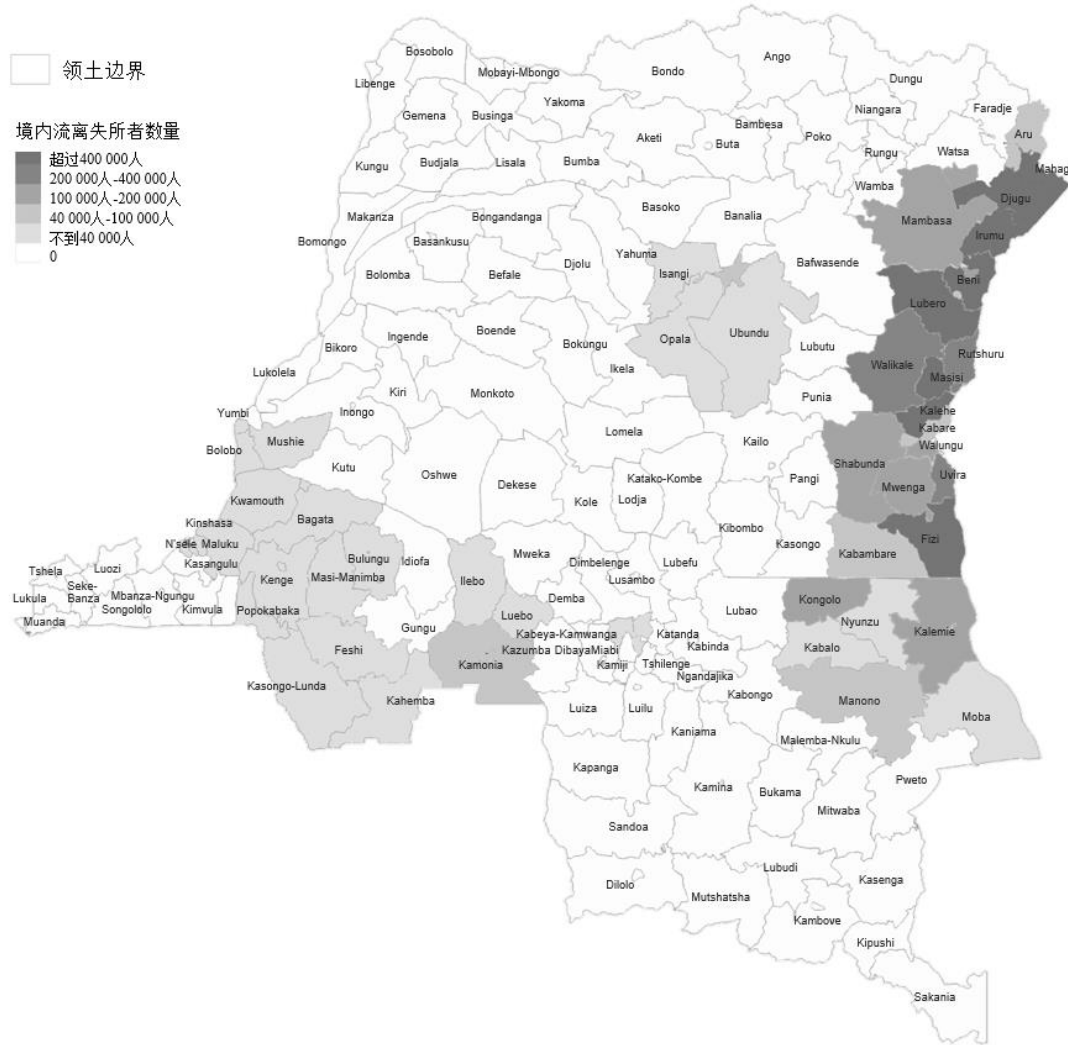 领土边界
境内流离失所者数量
超过400 000人
200 000人-400 000人
100 000人-200 000人
40 000人-100 000人
不到40 000人
0
Bosobolo
Ango
Libenge
Mobayi-Mbongo
Bondo
Dungu
Yakoma
Niangara
Faradje
Gemena
Businga
Bambesa
Aru
Aketi
Buta
Poko
Rungu
Watsa
Kungu
Budjala
Lisala
Bumba
Mahag
Wamba
Djugu
Makanza
Bongandanga
Basoko
Banalia
Mambasa
Bomongo
Basankusu
Yahuma
Irumu
Bolomba
Befale
Djolu
Isangi
Bafwasende
Beni
Lubero
Ingende
Boende
Bokungu
Opala
Ubundu
Lubutu
Bikoro
Rutshuru
Lukolela
Ikela
Walikale
Masisi
Kiri
Monkoto
Punia
Yumbi
Inongo
Kalehe
Kabare
Mushie
Lomela
Kailo
Walungu
Bolobo
Kutu
Shabunda
Oshwe
Dekese
Katako-Kombe
Pangi
Uvira
Kwamouth
Kole
Lodja
Mwenga
Bagata
Kibombo
Kinshasa
Fizi
N'sele Maluku
Kasongo
Kasangulu
Bulungu
Idiofa
Mweka
Dimbelenge
Lubefu
Kabambare
Luozi
Tshela
Kenge
Masi-Manimba
Ilebo
Lusambo
Lukula
Seke-
Banza
Mbanza-Ngungu
Demba
Kongolo
Songololo
Kimvula
Popokabaka
Luebo
Lubao
Muanda
Nyunzu
Kalemie
Gungu
Kabeya-Kamwanga
Katanda
Feshi
Kazumba
Dibaya
Miabi
Kabinda
Kabalo
Kamonia
Kamiji
Tshilenge
Ngandajika
Kasongo-Lunda
Kahemba
Kabongo
Manono
Luiza
Luilu
Moba
Kaniama
Malemba-Nkulu
Kapanga
Pweto
Kamina
Bukama
Mitwaba
Sandoa
Lubudi
Kasenga
Dilolo
Mutshatsha
Kambove
Kipushi
Sakania